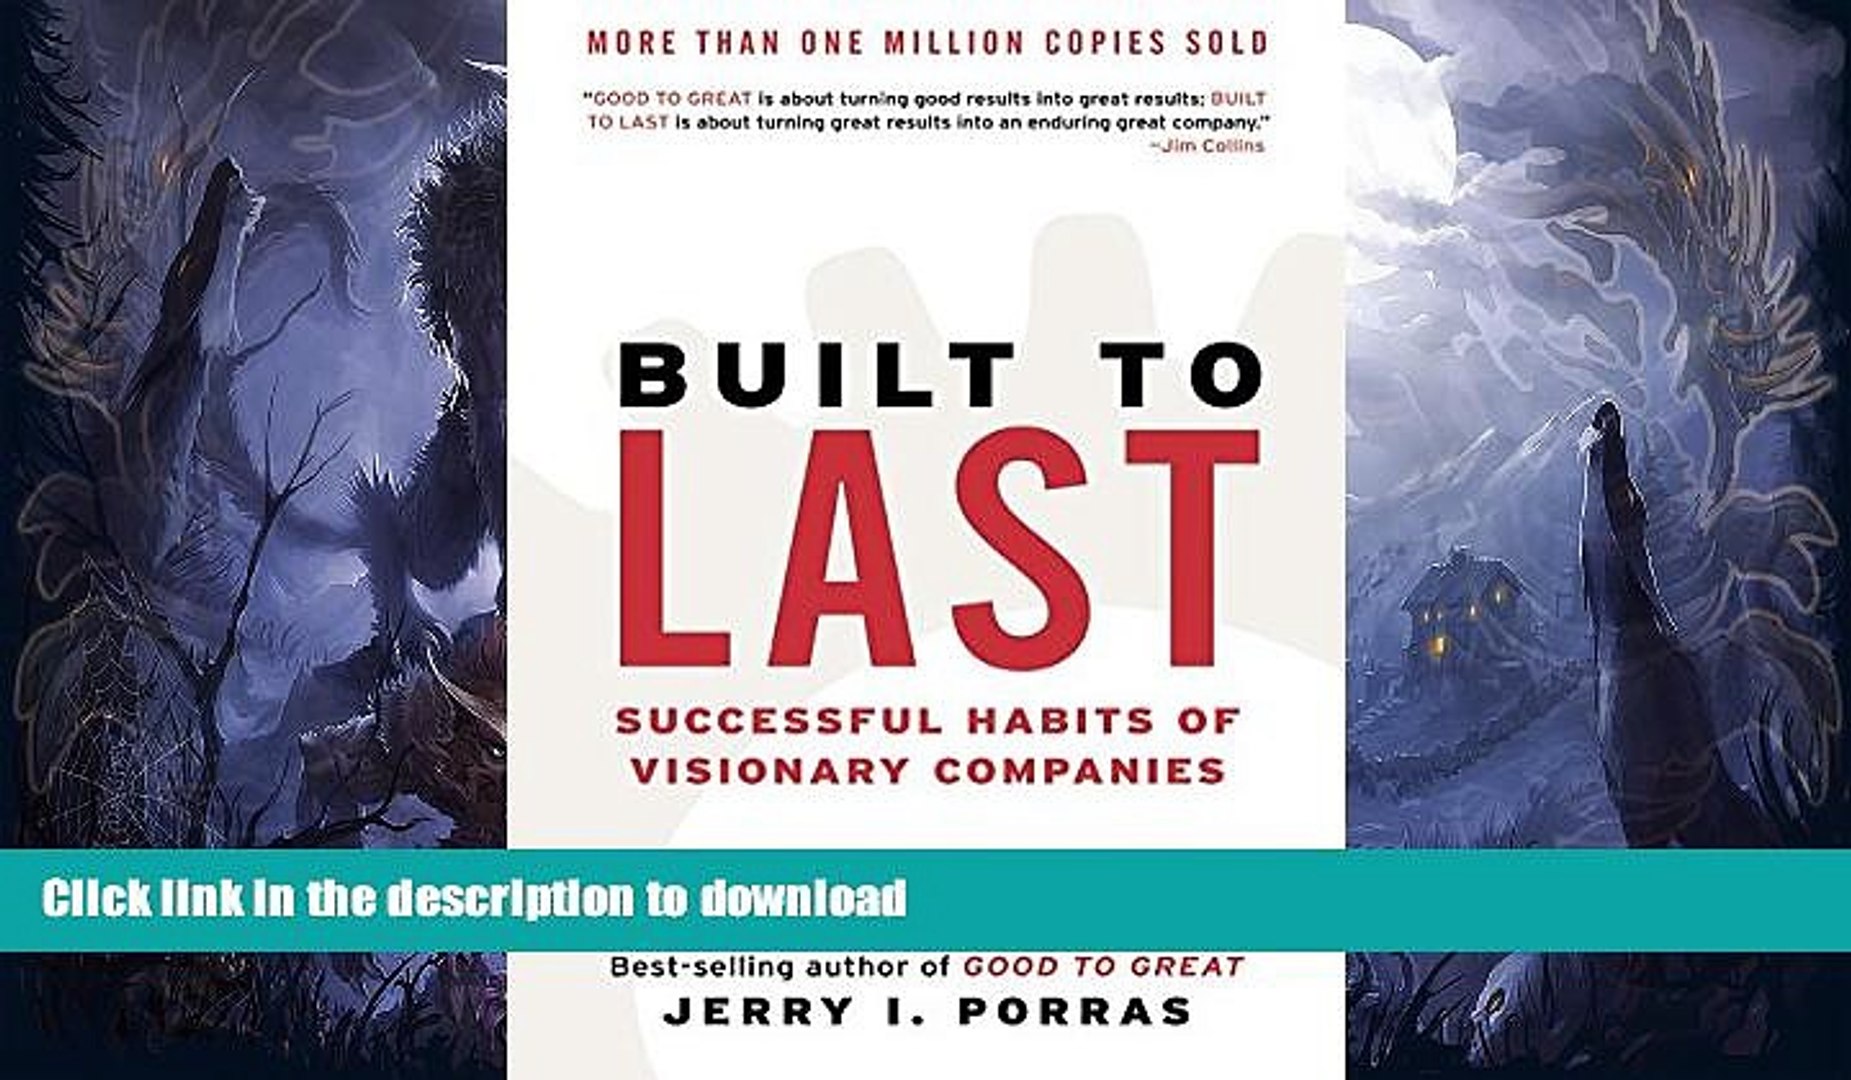 MORE THAN ONE MILLION COPIES SOLD
"GOOD TO GREAT is about turning good results into great results; BUILT
TO LAST is about turning great results into an enduring great company."
–Jim Collins
BUILT TO
LAST
SUCCESSFUL HABITS OF
VISIONARY COMPANIES
Click link in the description to download
Best-selling author of GOOD TO GREAT
JERRY I. PORRAS